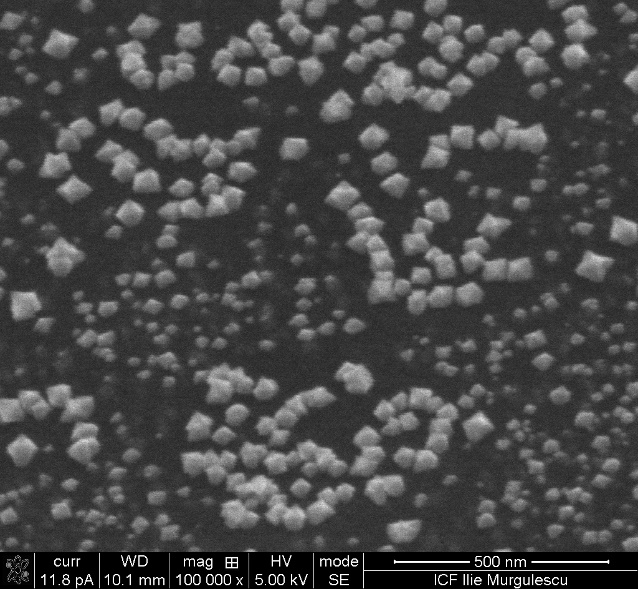 curr WD mag HV mode 500 nm
11.8 pA 10.1 mm 100 000 x 5.00 kV SE ICF Ilie Murgulescu